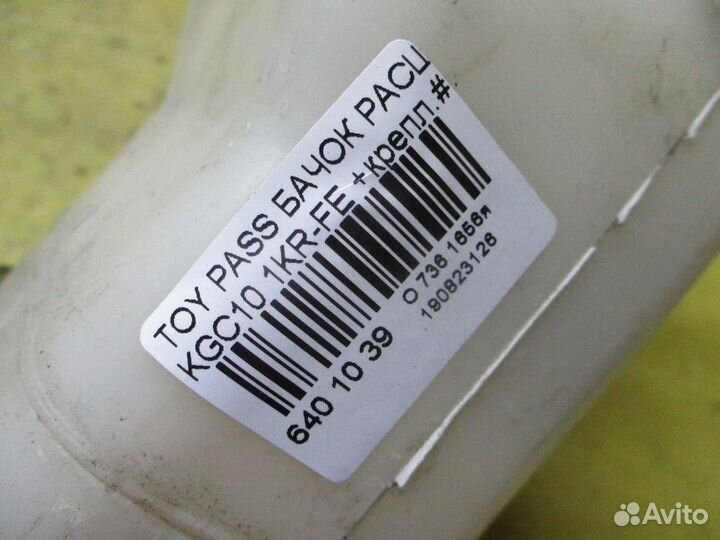 TOY PASS БАЧОК РАСШ
KGC10 1KR-FE +крепл.#
640 10 39
О 736 1656я
190823126
Avito